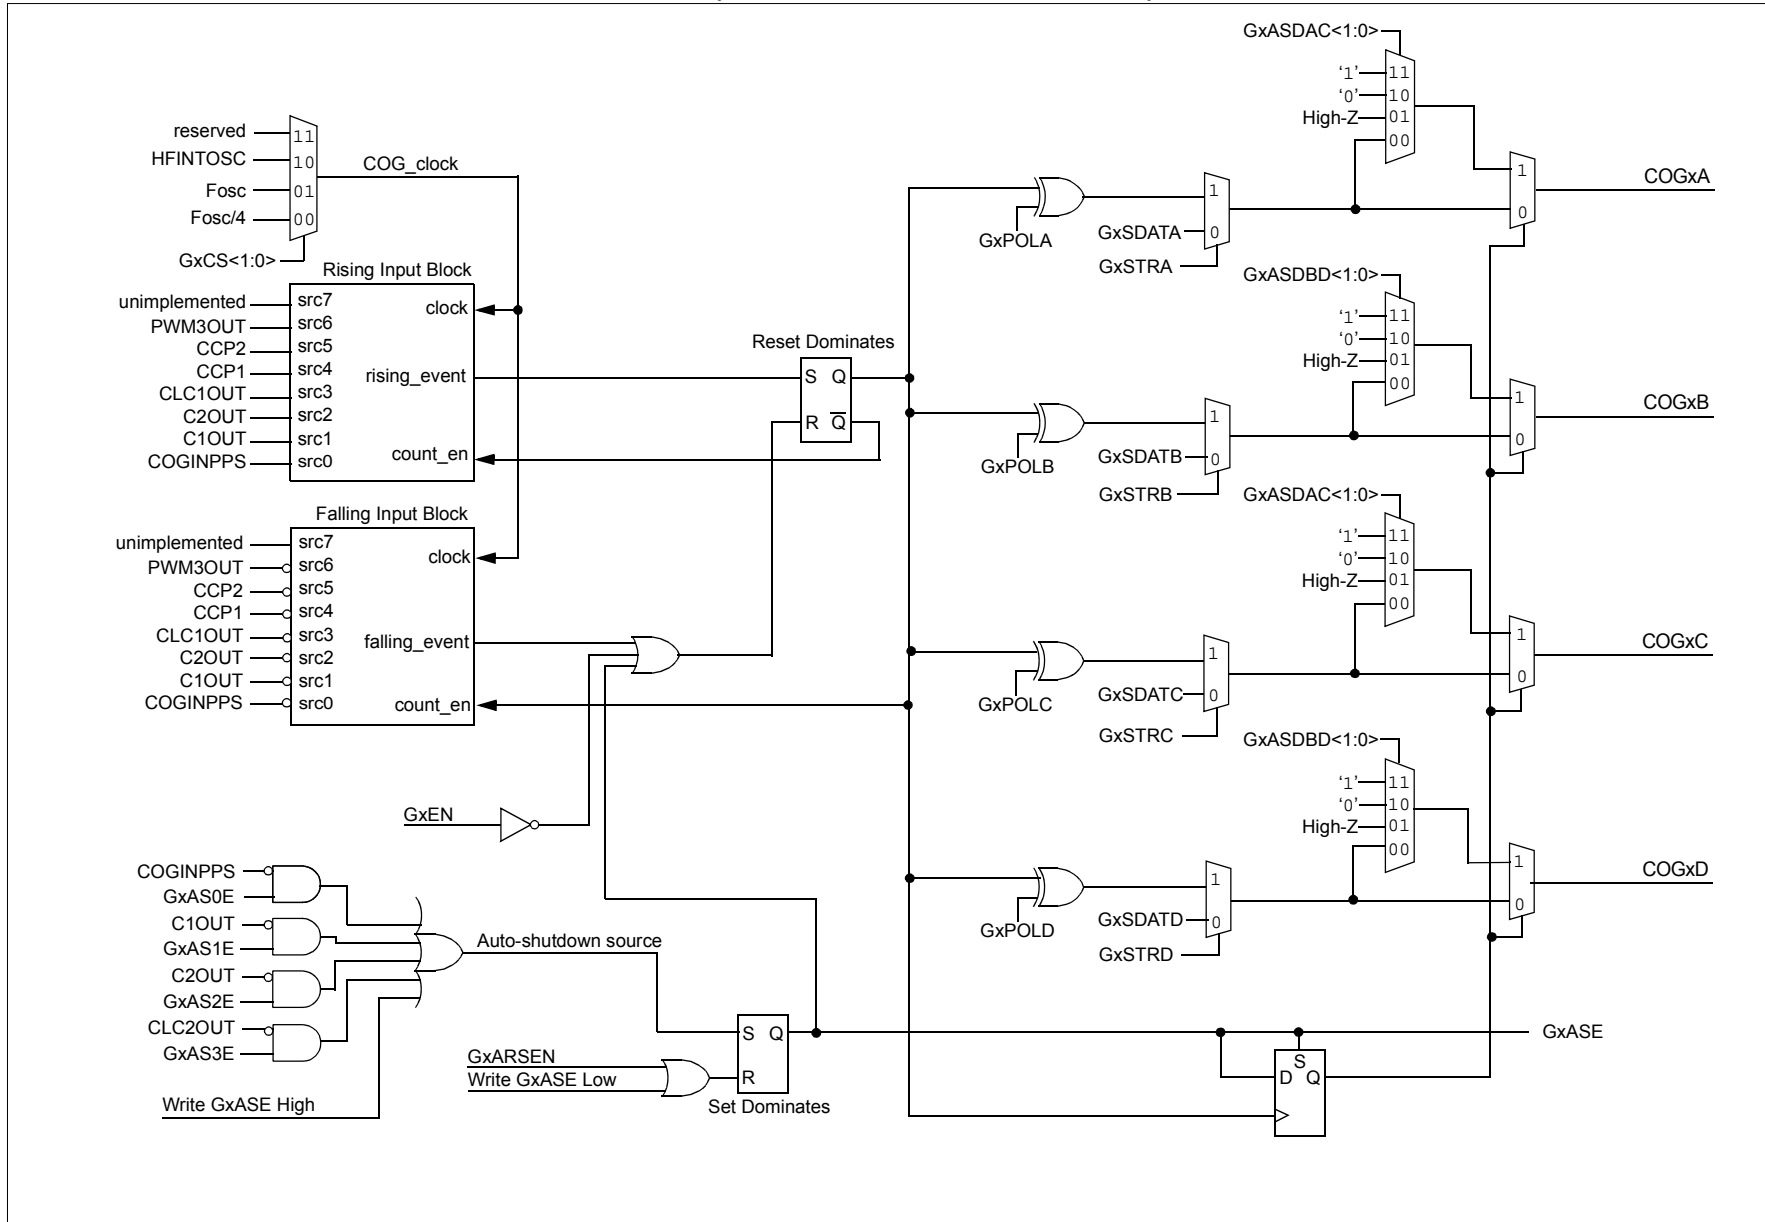 GxASDAC<1:0>
'1'
11
'0'
10
High-Z
01
00
reserved
11
HFINTOSC
10
COG_clock
Fosc
01
Fosc/4
00
GxCS<1:0>
1
0
COGxA
1
GxSDATA
0
GxPOLA
GxSTRA
Rising Input Block
unimplemented
src7
clock
PWM3OUT
src6
CCP2
src5
CCP1
src4
rising_event
CLC1OUT
src3
C2OUT
src2
C1OUT
src1
count_en
COGINPPS
src0
Reset Dominates
S Q
R Q
GxASDBD<1:0>
'1'
11
'0'
10
High-Z
01
00
1
0
COGxB
1
GxSDATB
0
GxPOLB
GxSTRB
Falling Input Block
unimplemented
src7
clock
PWM3OUT
src6
CCP2
src5
CCP1
src4
CLC1OUT
src3
falling_event
C2OUT
src2
C1OUT
src1
COGINPPS
src0
count_en
GxASDAC<1:0>
'1'
11
'0'
10
High-Z
01
00
1
0
COGxC
1
GxSDATC
0
GxPOLC
GxSTRC
GxEN
GxASDBD<1:0>
'1'
11
'0'
10
High-Z
01
00
1
0
COGxD
1
GxSDATD
0
GxPOLD
GxSTRD
COGINPPS
GxAS0E
C1OUT
GxAS1E
C2OUT
GxAS2E
CLC2OUT
GxAS3E
Write GxASE High
Auto-shutdown source
S Q
R
GxARSEN
Write GxASE Low
Set Dominates
GxASE
S
D Q